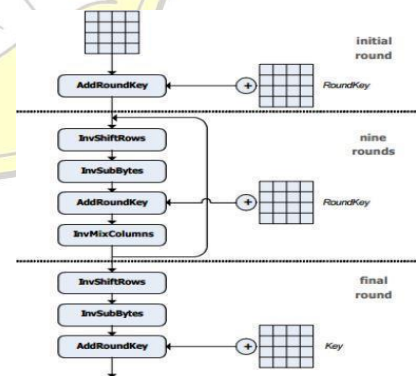 initial
round
AddRoundKey
+
RoundKey
InvShiftRows
nine
rounds
InvSubBytes
AddRoundKey
+
RoundKey
InvMixColumns
InvShiftRows
final
round
InvSubBytes
AddRoundKey
+
Key